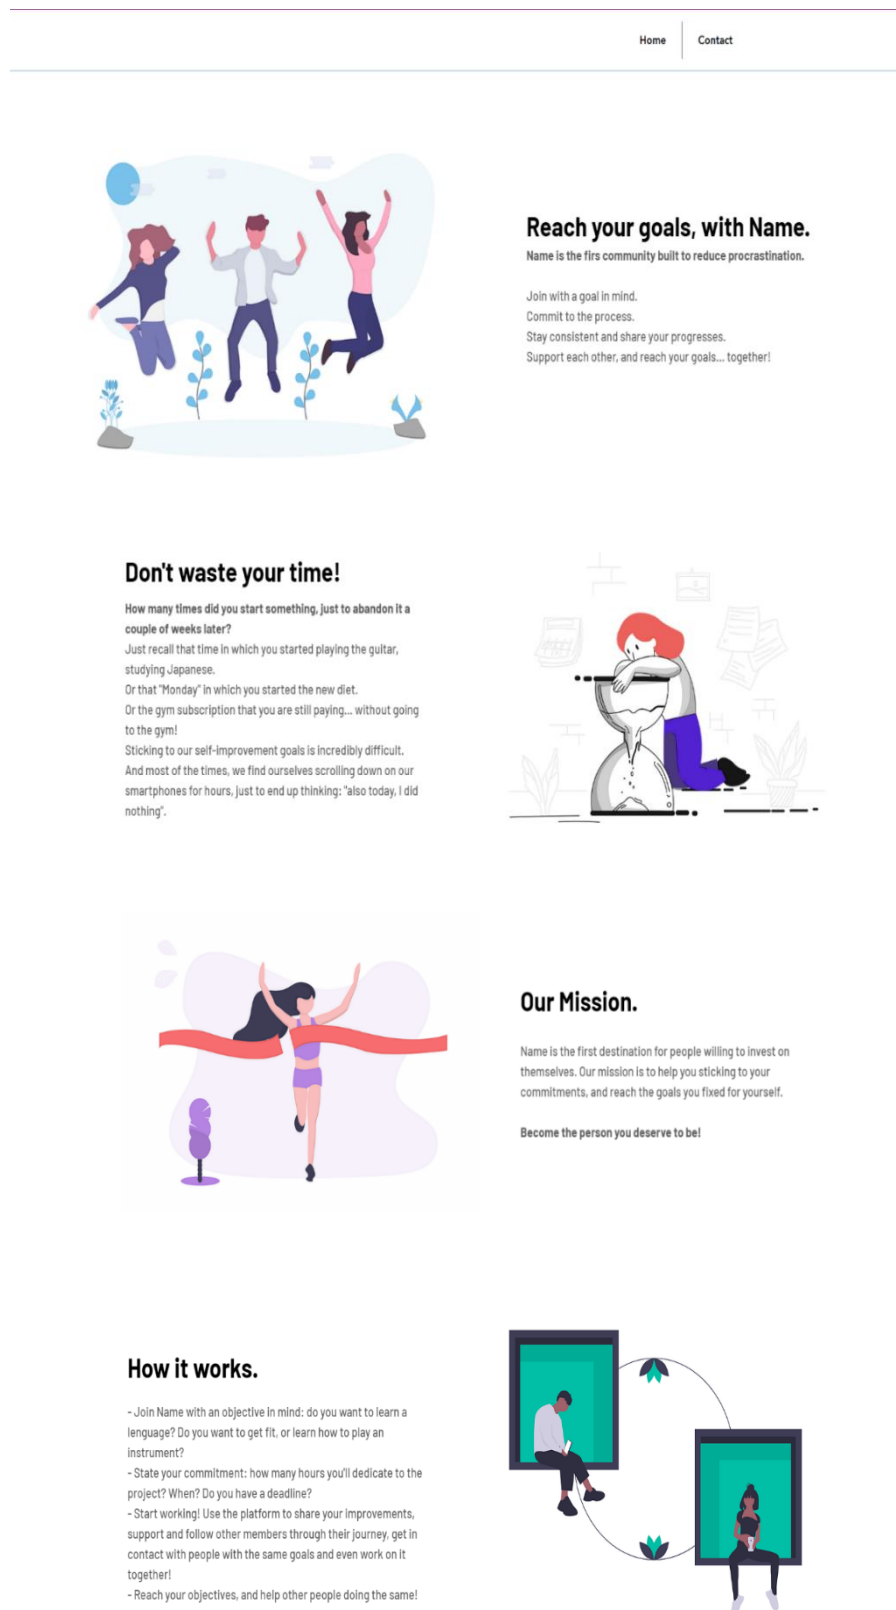 Home
Contact
Reach your goals, with Name.
Name is the firs community built to reduce procrastination.
Join with a goal in mind.
Commit to the process.
Stay consistent and share your progresses.
Support each other, and reach your goals... together!
Don't waste your time!
How many times did you start something, just to abandon it a
couple of weeks later?
Just recall that time in which you started playing the guitar,
studying Japanese.
Or that "Monday" in which you started the new diet.
Or the gym subscription that you are still paying... without going
to the gym!
Sticking to our self-improvement goals is incredibly difficult.
And most of the times, we find ourselves scrolling down on our
smartphones for hours, just to end up thinking: "also today, I did
nothing".
Our Mission.
Name is the first destination for people willing to invest on
themselves. Our mission is to help you sticking to your
commitments, and reach the goals you fixed for yourself.
Become the person you deserve to be!
How it works.
- Join Name with an objective in mind: do you want to learn a
lenguage? Do you want to get fit, or learn how to play an
instrument?
- State your commitment: how many hours you'll dedicate to the
project? When? Do you have a deadline?
- Start working! Use the platform to share your improvements,
support and follow other members through their journey, get in
contact with people with the same goals and even work on it
together!
- Reach your objectives, and help other people doing the same!